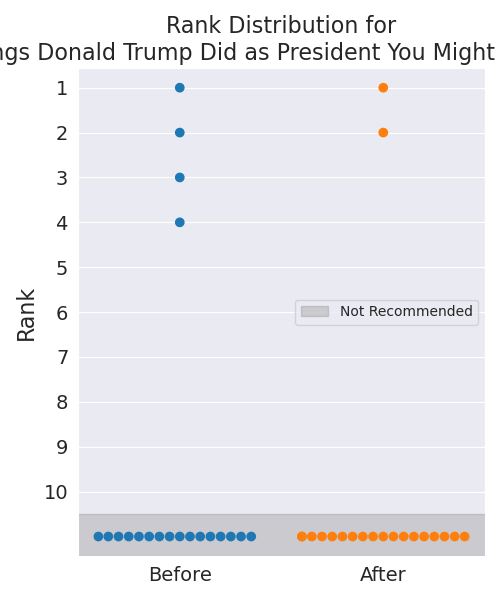 Rank Distribution for
Donald Trump Did as President You Might
1
2
3
4
5
6
7
8
9
10
Rank
Not Recommended
Before
After